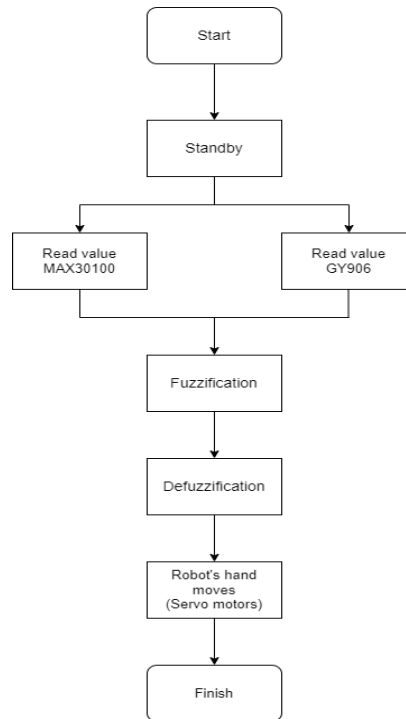 Start
Standby
Read value
MAX30100
Read value
GY906
Fuzzification
Defuzzification
Robot's hand
moves
(Servo motors)
Finish